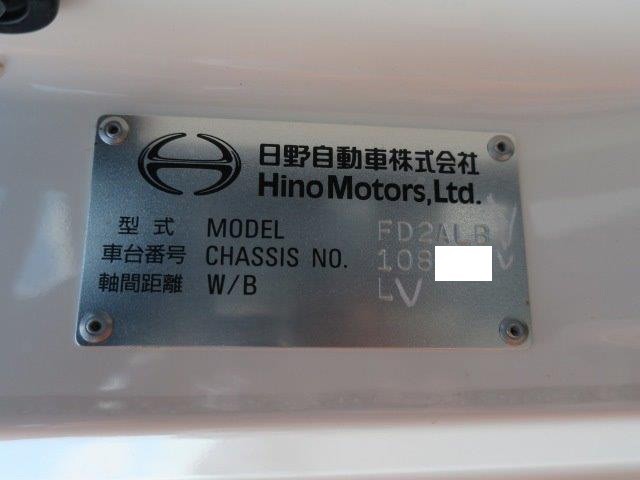 日野自動車株式会社
Hino Motors, Ltd.
型式 MODEL FD2ALB
車台番号 CHASSIS NO. 108
軸間距離 W/B LV